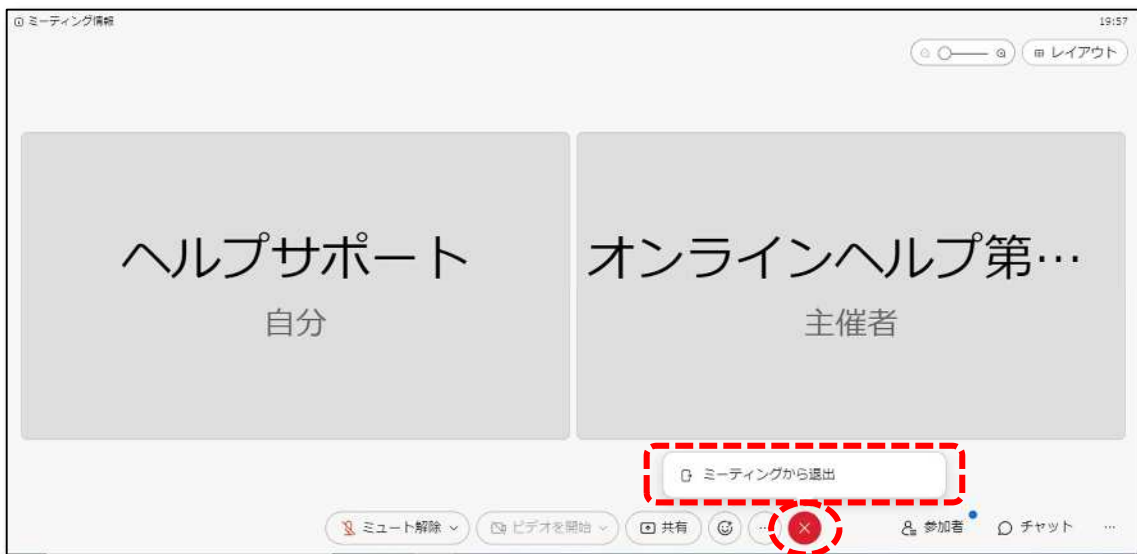 ミーティング情報
19:57
レイアウト
ヘルプサポート
自分
オンラインヘルプ第…
主催者
ミーティングから退出
ミュート解除
ビデオを開始
共有
参加者
チャット